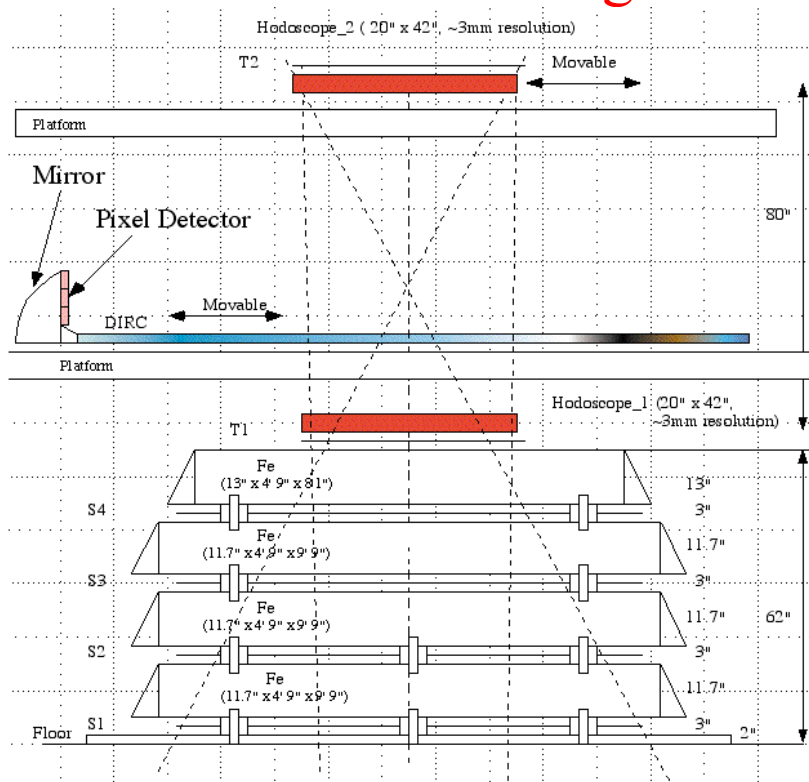 Hodoscope_2 ( 20" x 42", ~3mm resolution)
T2
Movable
Platform
Mirror
Pixel Detector
80"
Movable
DIRC
Platform
Hodoscope_1 (20" x 42",
~3mm resolution)
T1
Fe
(13" x 4' 9" x 81")
13"
S4
3"
Fe
(11.7" x 4' 9" x 9' 9")
11.7"
S3
3"
Fe
(11.7" x 4' 9" x 9' 9")
11.7"
62"
S2
3"
Fe
(11.7" x 4' 9" x 9' 9")
11.7"
S1
3"
Floor
2"